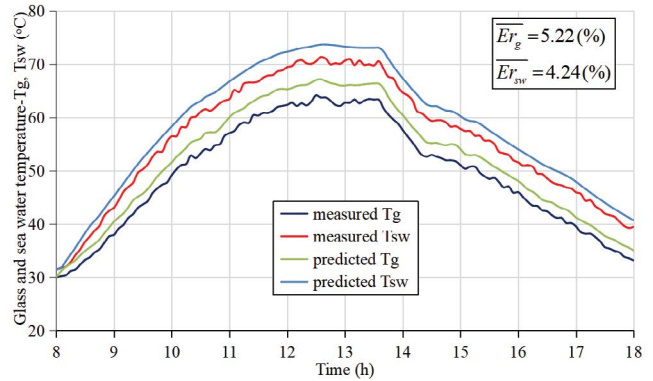 Glass and sea water temperature-Tg, Tsw (°C)
80
70
60
50
40
30
20
Er_g = 5.22 (%)
Er_sw = 4.24 (%)
measured Tg
measured Tsw
predicted Tg
predicted Tsw
8 9 10 11 12 13 14 15 16 17 18
Time (h)